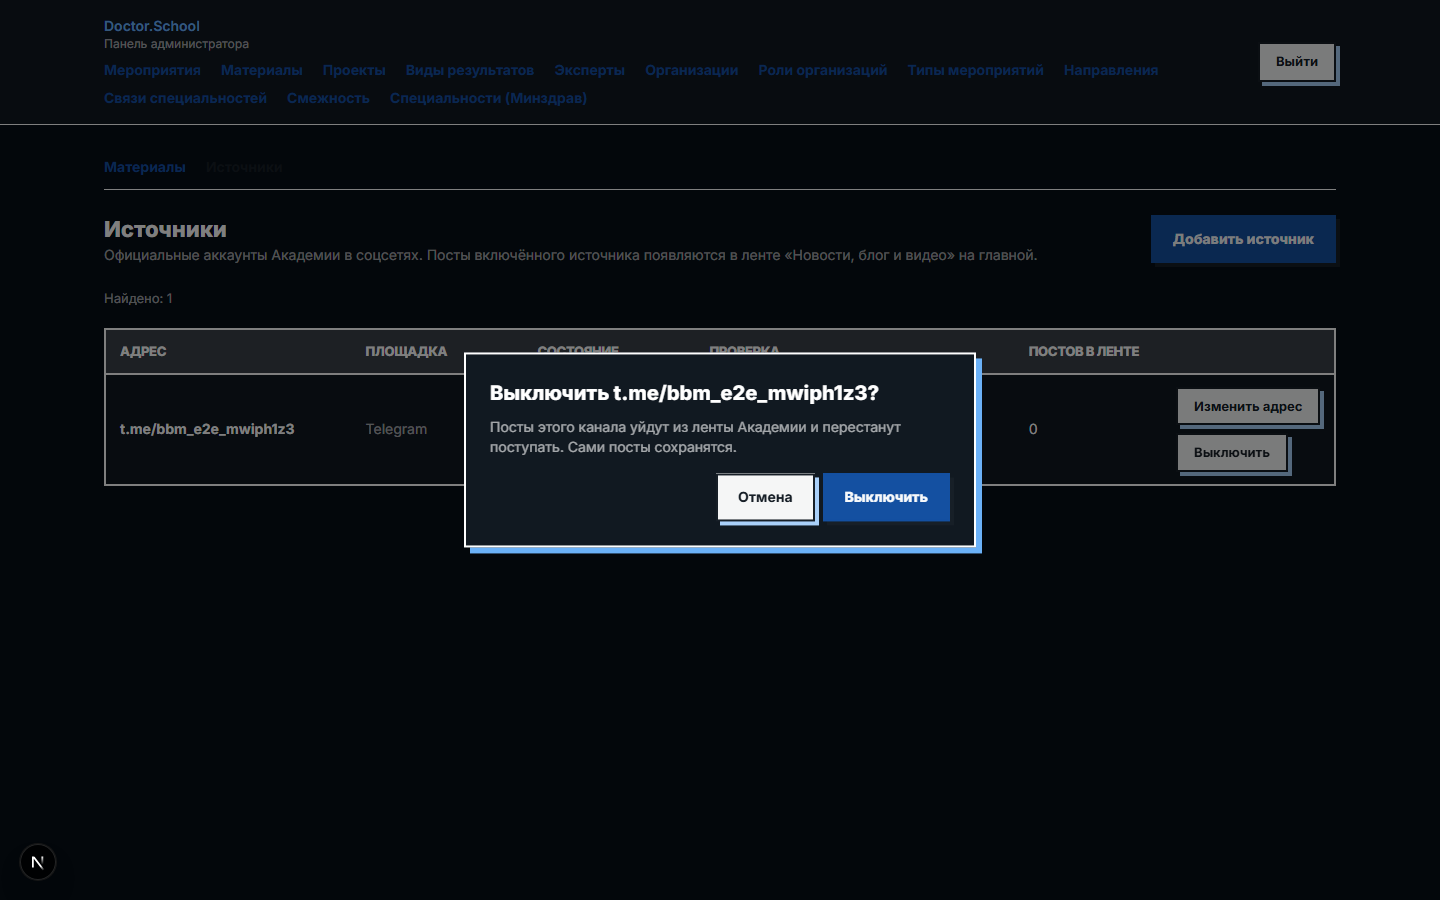 Doctor.School
Панель администратора
Мероприятия Материалы Проекты Виды результатов Эксперты Организации Роли организаций Типы мероприятий Направления
Связи специальностей Смежность Специальности (Минздрав)
Выйти
Материалы Источники
Источники
Официальные аккаунты Академии в соцсетях. Посты включённого источника появляются в ленте «Новости, блог и видео» на главной.
Добавить источник
Найдено: 1
АДРЕС ПЛОЩАДКА СОСТОЯНИЕ ПРОВЕРКА ПОСТОВ В ЛЕНТЕ
t.me/bbm_e2e_mwiph1z3 Telegram 0 Изменить адрес
Выключить
Выключить t.me/bbm_e2e_mwiph1z3?
Посты этого канала уйдут из ленты Академии и перестанут
поступать. Сами посты сохранятся.
Отмена Выключить
N